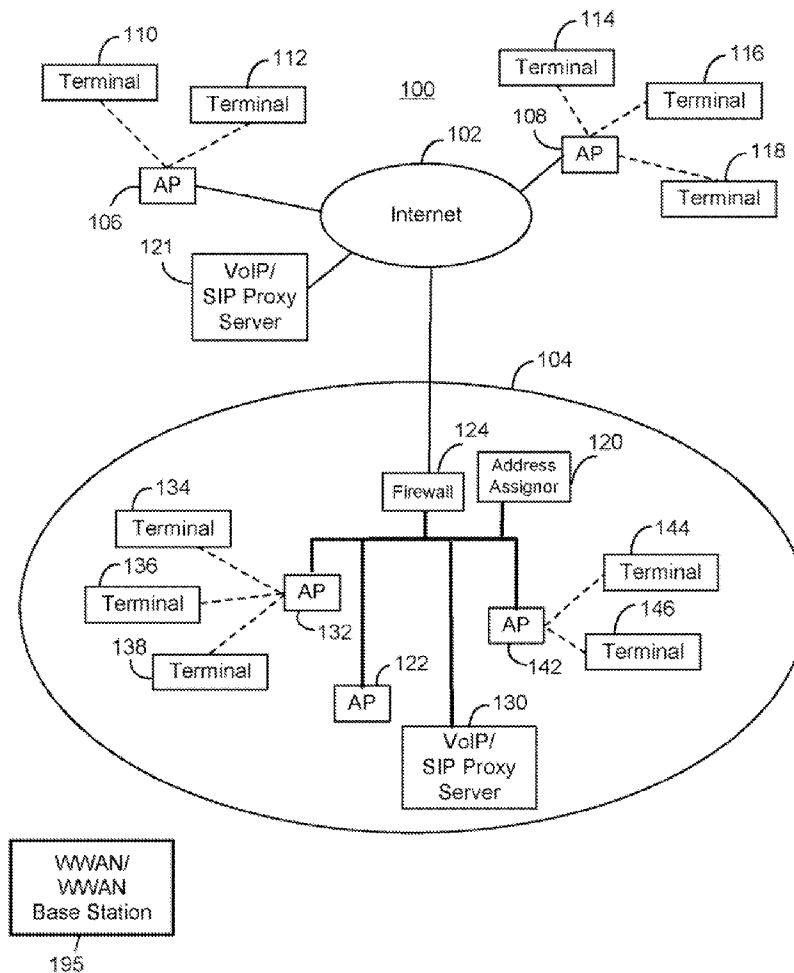 110
Terminal
112
Terminal
100
114
Terminal
116
Terminal
102
108
AP
118
Terminal
AP
106
Internet
121
VoIP/
SIP Proxy
Server
104
124
Firewall
120
Address
Assignor
134
Terminal
136
Terminal
138
Terminal
AP
132
144
Terminal
146
Terminal
AP
142
122
AP
130
VoIP/
SIP Proxy
Server
WWAN/
WWAN
Base Station
195